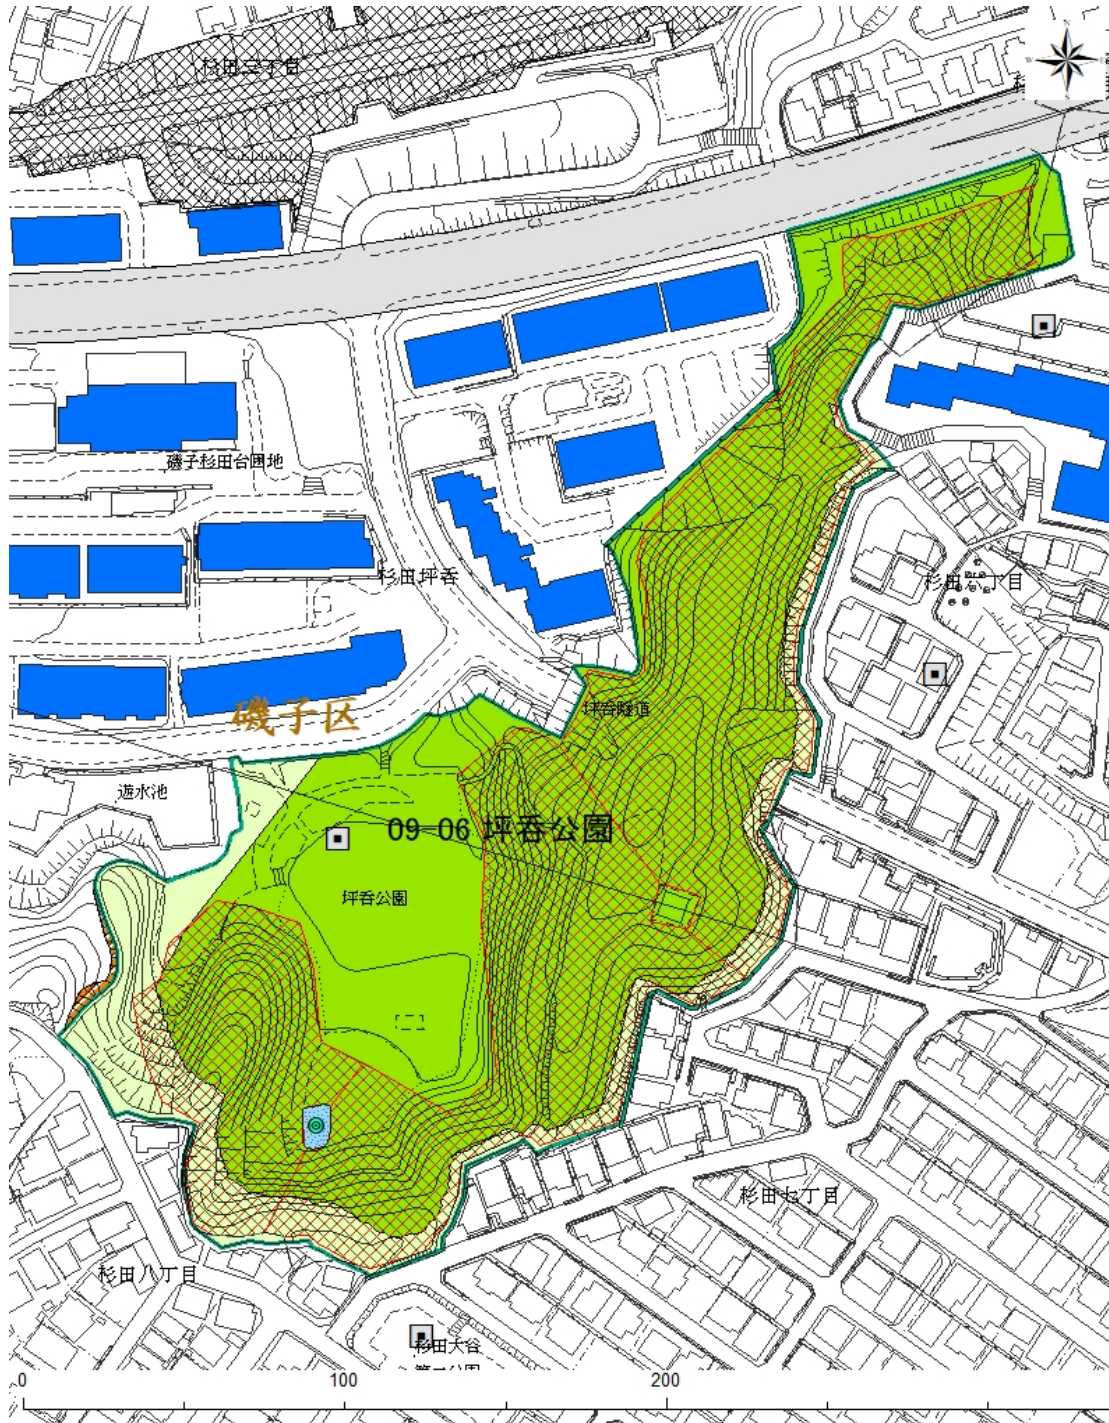 杉田三丁目
磯子杉田台団地
杉田坪呑
杉田六丁目
坪呑隧道
磯子区
遊水池
09-06 坪呑公園
坪呑公園
杉田七丁目
杉田八丁目
杉田大谷
0 100 200